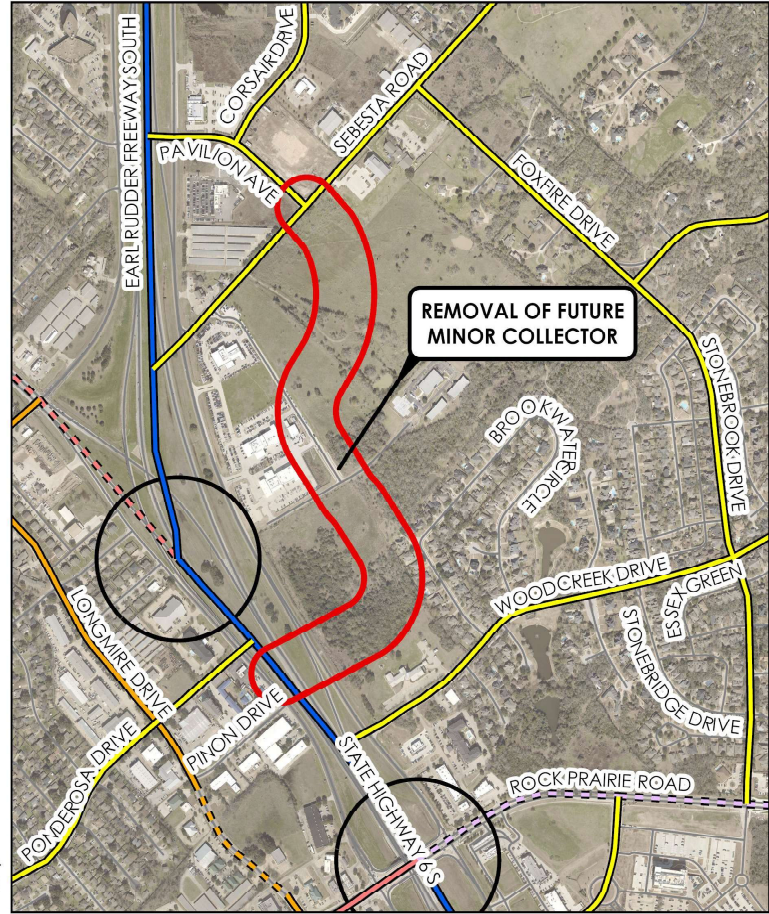 EARL RUDDER FREEWAY SOUTH
CORSAIR DRIVE
SEBESTA ROAD
PAVILION AVE
FOXFIRE DRIVE
REMOVAL OF FUTURE
MINOR COLLECTOR
STONEBROOK DRIVE
BROOKWATER
CIRCLE
WOODCREEK DRIVE
ESSEX GREEN
STONEBRIDGE DRIVE
LONGMIRE DRIVE
PINON DRIVE
PONDEROSA DRIVE
STATE HIGHWAY 6 S
ROCK PRAIRIE ROAD